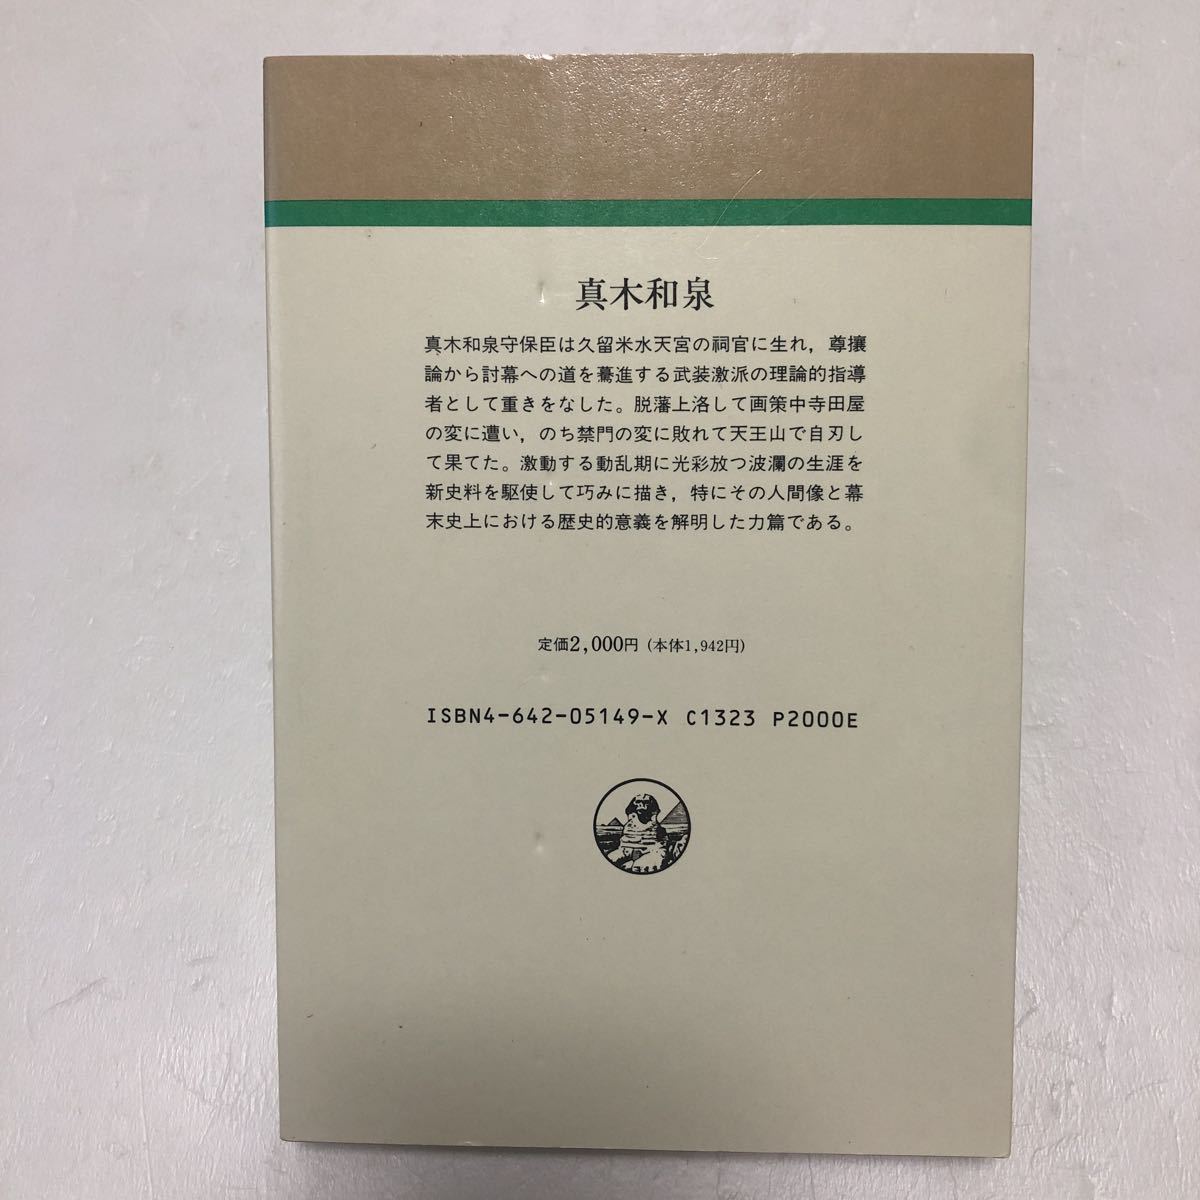 真木和泉
真木和泉守保臣は久留米水天宮の祠官に生れ，尊攘
論から討幕への道を驀進する武装激派の理論的指導
者として重きをなした。脱藩上洛して画策中寺田屋
の変に遭い，のち禁門の変に敗れて天王山で自刃し
て果てた。激動する動乱期に光彩放つ波瀾の生涯を
新史料を駆使して巧みに描き，特にその人間像と幕
末史上における歴史的意義を解明した力篇である。
定価2,000円 (本体1,942円)
ISBN4-642-05149-X C1323 P2000E